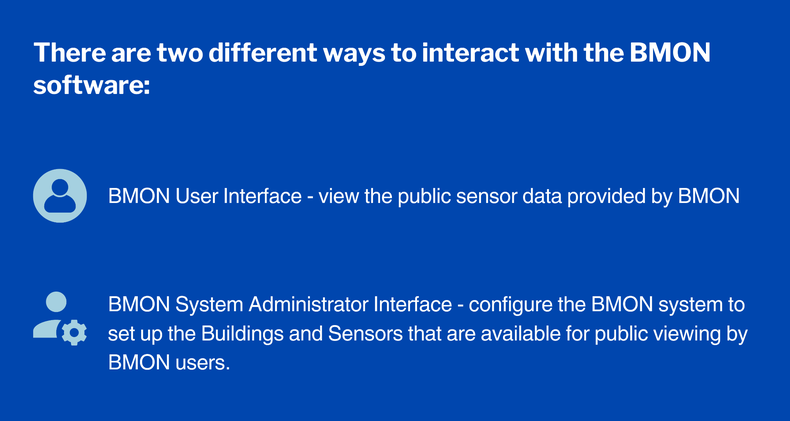 There are two different ways to interact with the BMON
software:
BMON User Interface - view the public sensor data provided by BMON
BMON System Administrator Interface - configure the BMON system to
set up the Buildings and Sensors that are available for public viewing by
BMON users.